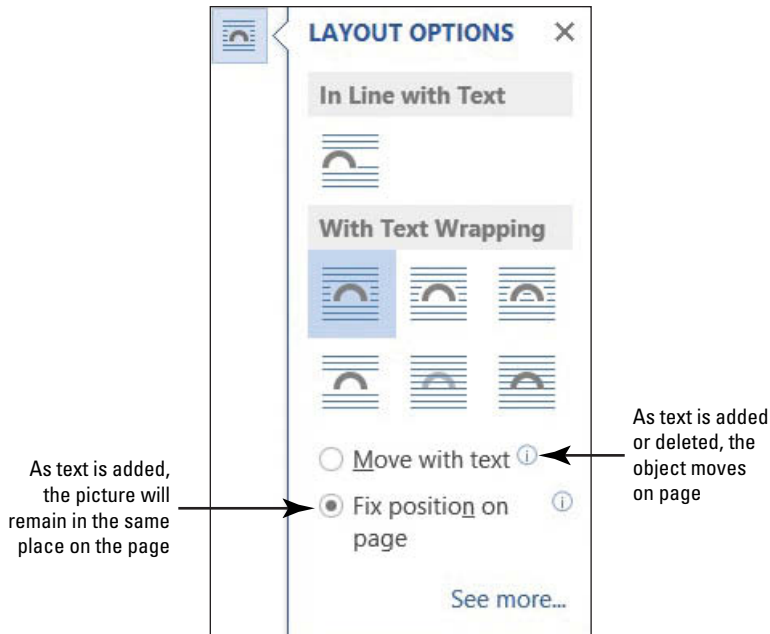 LAYOUT OPTIONS
In Line with Text
With Text Wrapping
Move with text
As text is added
or deleted, the
object moves
on page
Fix position on
page
As text is added,
the picture will
remain in the same
place on the page
See more...